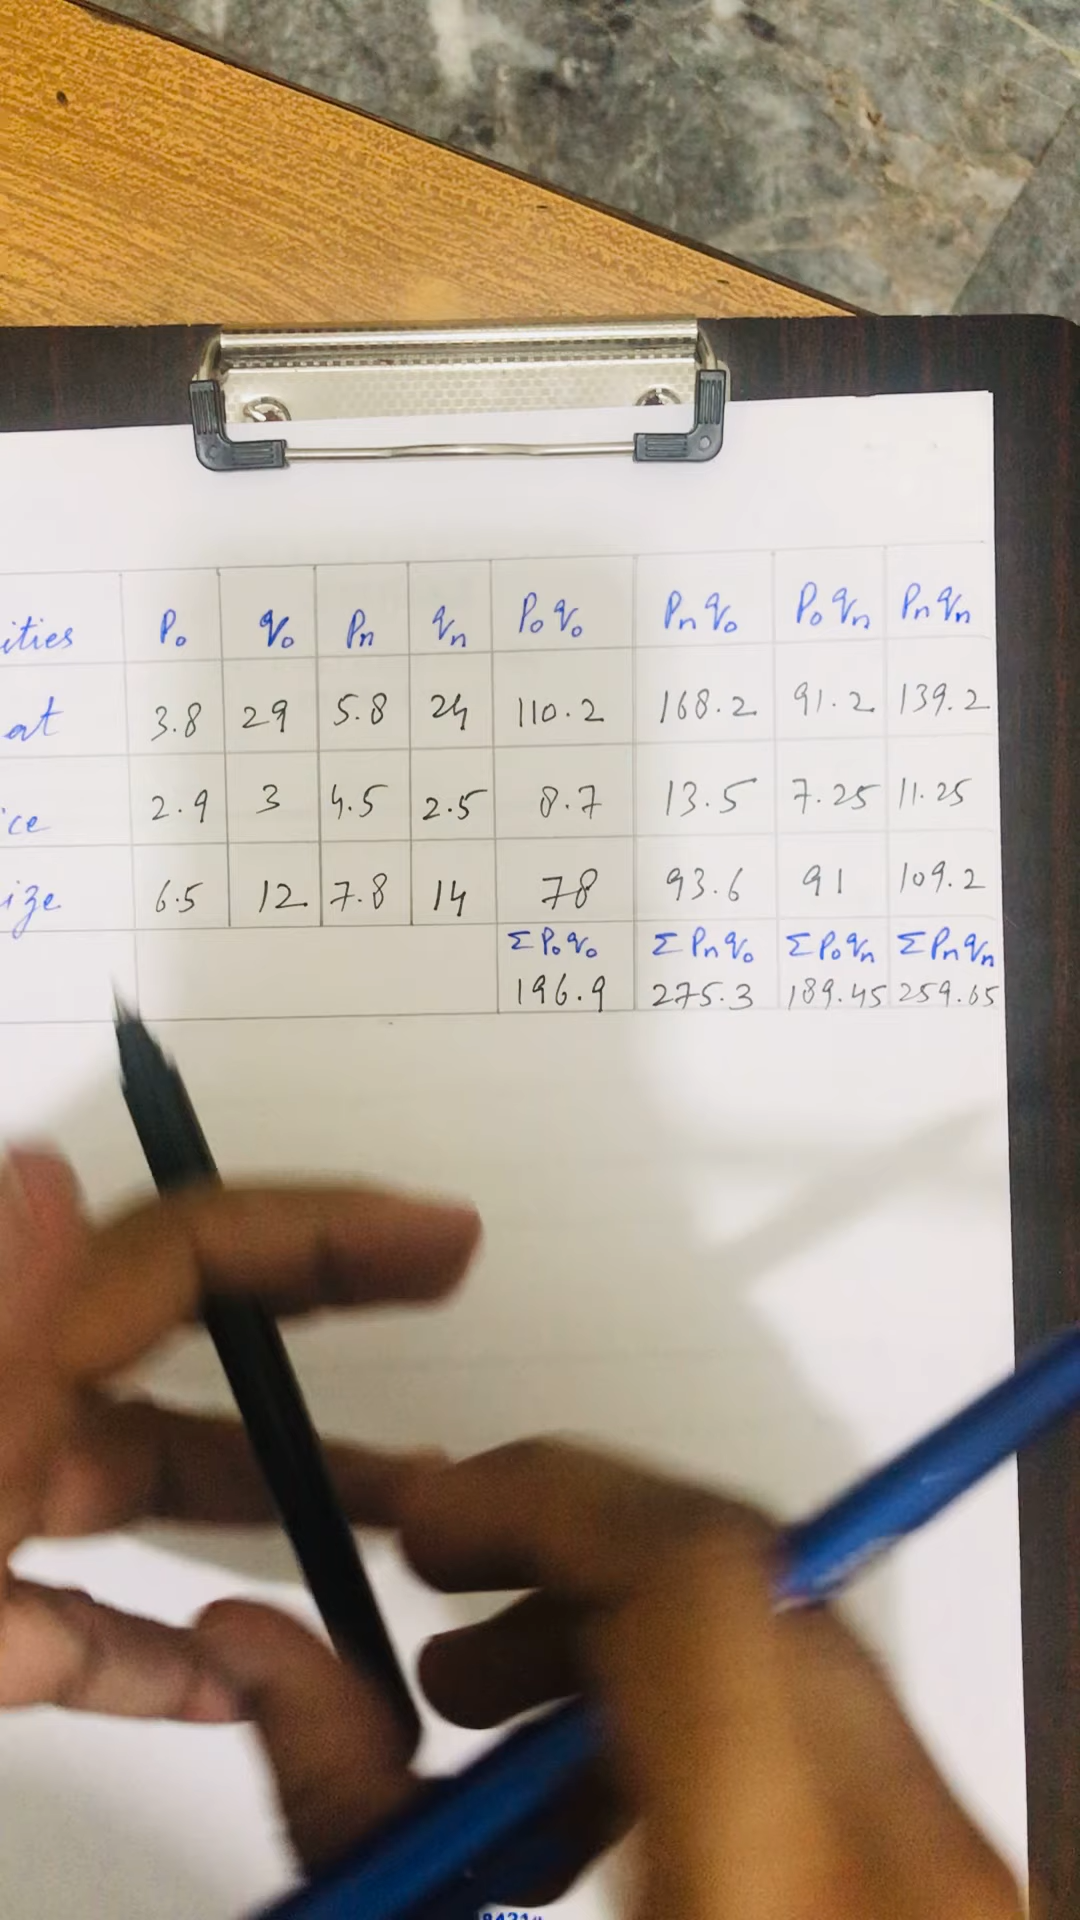 ities P₀ q₀ Pₙ qₙ P₀q₀ Pₙq₀ P₀qₙ Pₙqₙ
at 3.8 29 5.8 24 110.2 168.2 91.2 139.2
ice 2.9 3 4.5 2.5 8.7 13.5 7.25 11.25
ize 6.5 12 7.8 14 78 93.6 91 109.2
ΣP₀q₀ ΣPₙq₀ ΣP₀qₙ ΣPₙqₙ
196.9 275.3 189.45 259.65